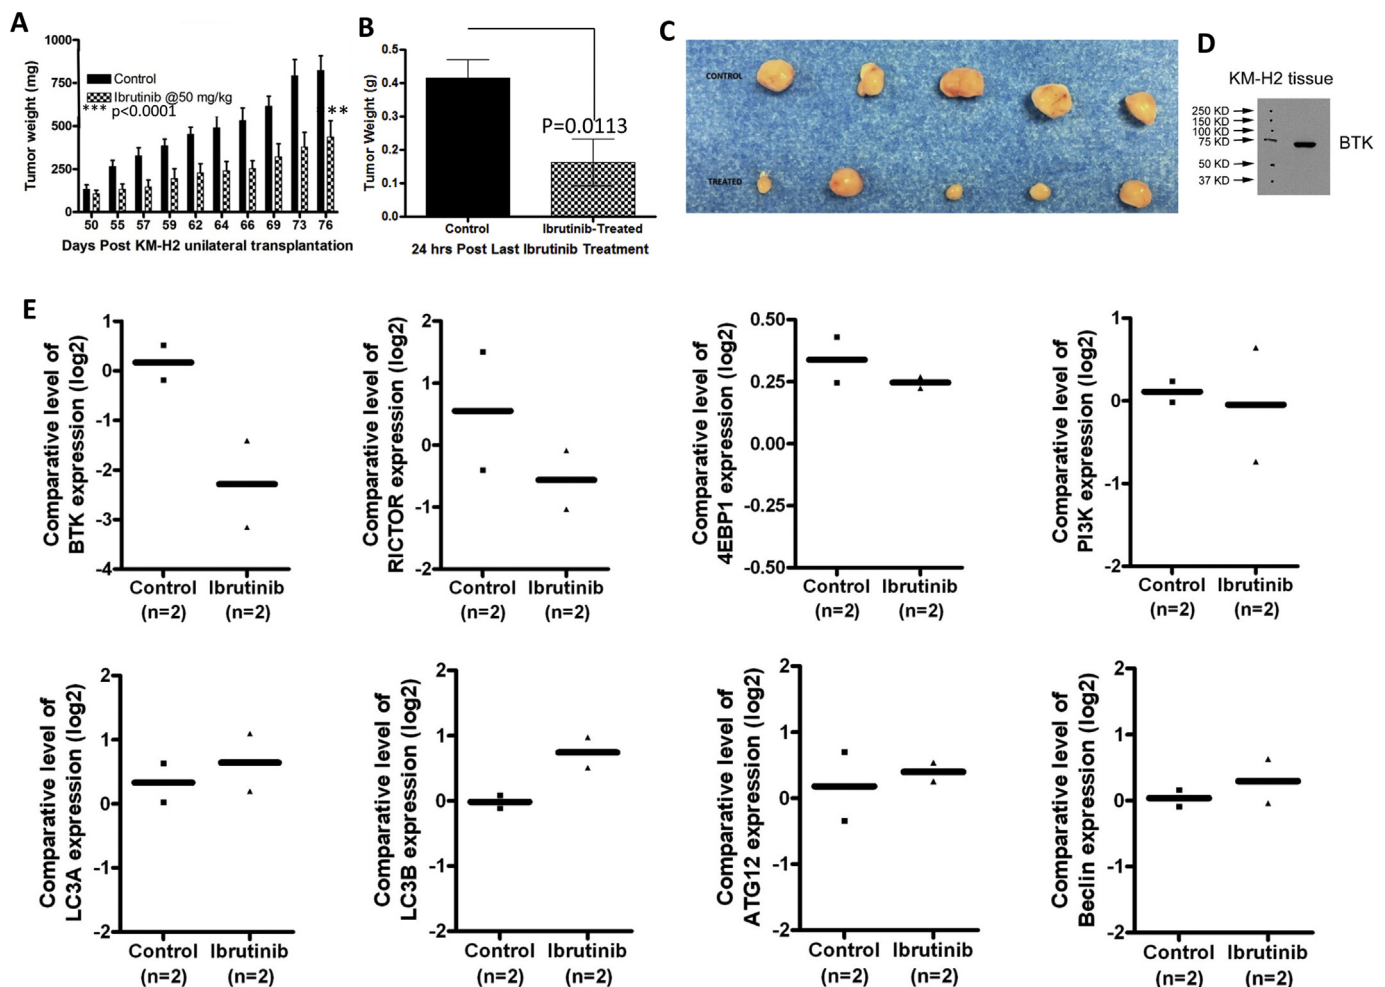 A
Tumor weight (mg)
1000
750
500
250
0
Control
Ibrutinib @50 mg/kg
*** p<0.0001
**
50 55 57 59 62 64 66 69 73 76
Days Post KM-H2 unilateral transplantation
B
Tumor Weight (g)
0.5
0.4
0.3
0.2
0.1
0.0
P=0.0113
Control Ibrutinib-Treated
24 hrs Post Last Ibrutinib Treatment
C
CONTROL
TREATED
D
KM-H2 tissue
250 KD
150 KD
100 KD
75 KD
50 KD
37 KD
BTK
E
Comparative level of
BTK expression (log2)
1
0
-1
-2
-3
-4
Control Ibrutinib
(n=2) (n=2)
Comparative level of
RICTOR expression (log2)
2
1
0
-1
-2
Control Ibrutinib
(n=2) (n=2)
Comparative level of
4EBP1 expression (log2)
0.50
0.25
0.00
-0.25
-0.50
Control Ibrutinib
(n=2) (n=2)
Comparative level of
PI3K expression (log2)
1
0
-1
-2
Control Ibrutinib
(n=2) (n=2)
Comparative level of
LC3A expression (log2)
2
1
0
-1
-2
Control Ibrutinib
(n=2) (n=2)
Comparative level of
LC3B expression (log2)
2
1
0
-1
-2
Control Ibrutinib
(n=2) (n=2)
Comparative level of
ATG12 expression (log2)
2
1
0
-1
-2
Control Ibrutinib
(n=2) (n=2)
Comparative level of
Beclin expression (log2)
2
1
0
-1
-2
Control Ibrutinib
(n=2) (n=2)